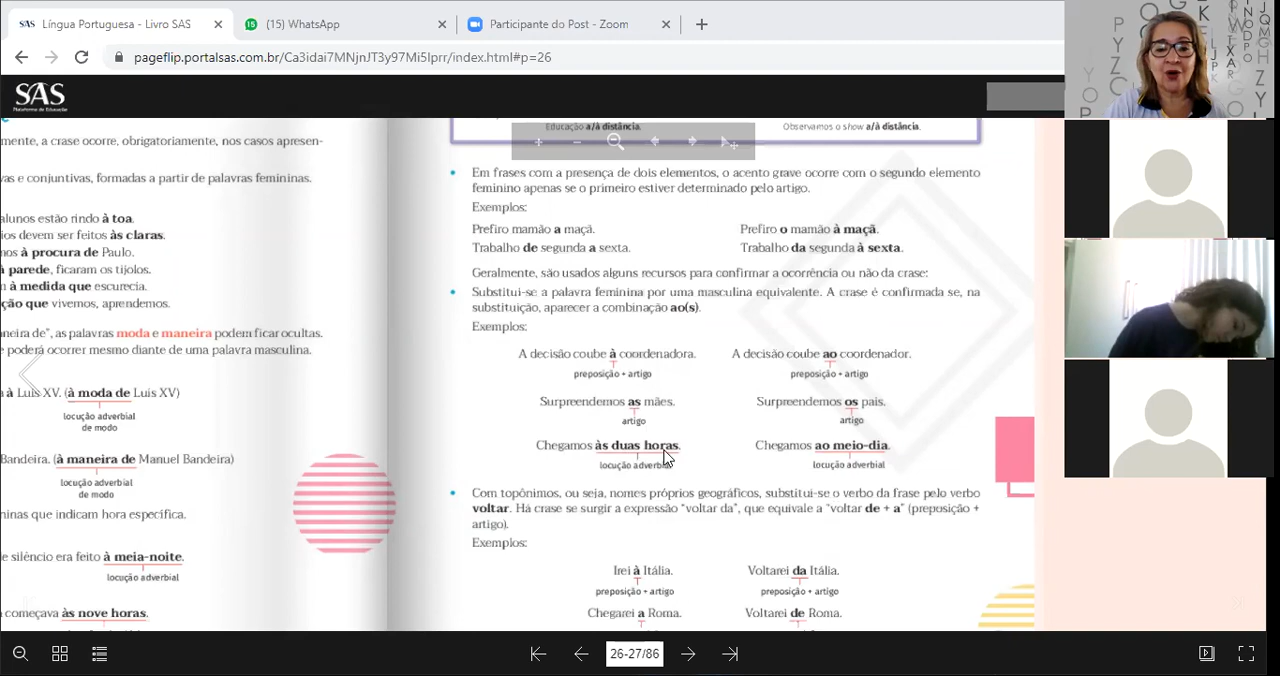 Língua Portuguesa - Livro SAS
(15) WhatsApp
Participante do Post - Zoom
pageflip.portalsas.com.br/Ca3idai7MNjnJT3y97Mi5lprr/index.html#p=26
SAS
Plataforma de Educação
mente, a crase ocorre, obrigatoriamente, nos casos apresen-
vas e conjuntivas, formadas a partir de palavras femininas.
alunos estão rindo à toa.
ios devem ser feitos às claras.
mos à procura de Paulo.
à parede, ficaram os tijolos.
m à medida que escurecia.
ção que vivemos, aprendemos.
aneira de", as palavras moda e maneira podem ficar ocultas.
e poderá ocorrer mesmo diante de uma palavra masculina.
a à Luís XV. (à moda de Luís XV)
locução adverbial
de modo
Bandeira. (à maneira de Manuel Bandeira)
locução adverbial
de modo
ninas que indicam hora específica.
de silêncio era feito à meia-noite.
locução adverbial
a começava às nove horas.
Educação a/à distância.
Observamos o show a/à distância.
• Em frases com a presença de dois elementos, o acento grave ocorre com o segundo elemento
feminino apenas se o primeiro estiver determinado pelo artigo.
Exemplos:
Prefiro mamão a maçã. Prefiro o mamão à maçã.
Trabalho de segunda a sexta. Trabalho da segunda à sexta.
Geralmente, são usados alguns recursos para confirmar a ocorrência ou não da crase:
• Substitui-se a palavra feminina por uma masculina equivalente. A crase é confirmada se, na
substituição, aparecer a combinação ao(s).
Exemplos:
A decisão coube à coordenadora. A decisão coube ao coordenador.
preposição + artigo preposição + artigo
Surpreendemos as mães. Surpreendemos os pais.
artigo artigo
Chegamos às duas horas. Chegamos ao meio-dia.
locução adverbial locução adverbial
• Com topônimos, ou seja, nomes próprios geográficos, substitui-se o verbo da frase pelo verbo
voltar. Há crase se surgir a expressão "voltar da", que equivale a "voltar de + a" (preposição +
artigo).
Exemplos:
Irei à Itália. Voltarei da Itália.
preposição + artigo preposição + artigo
Chegarei a Roma. Voltarei de Roma.
26-27/86